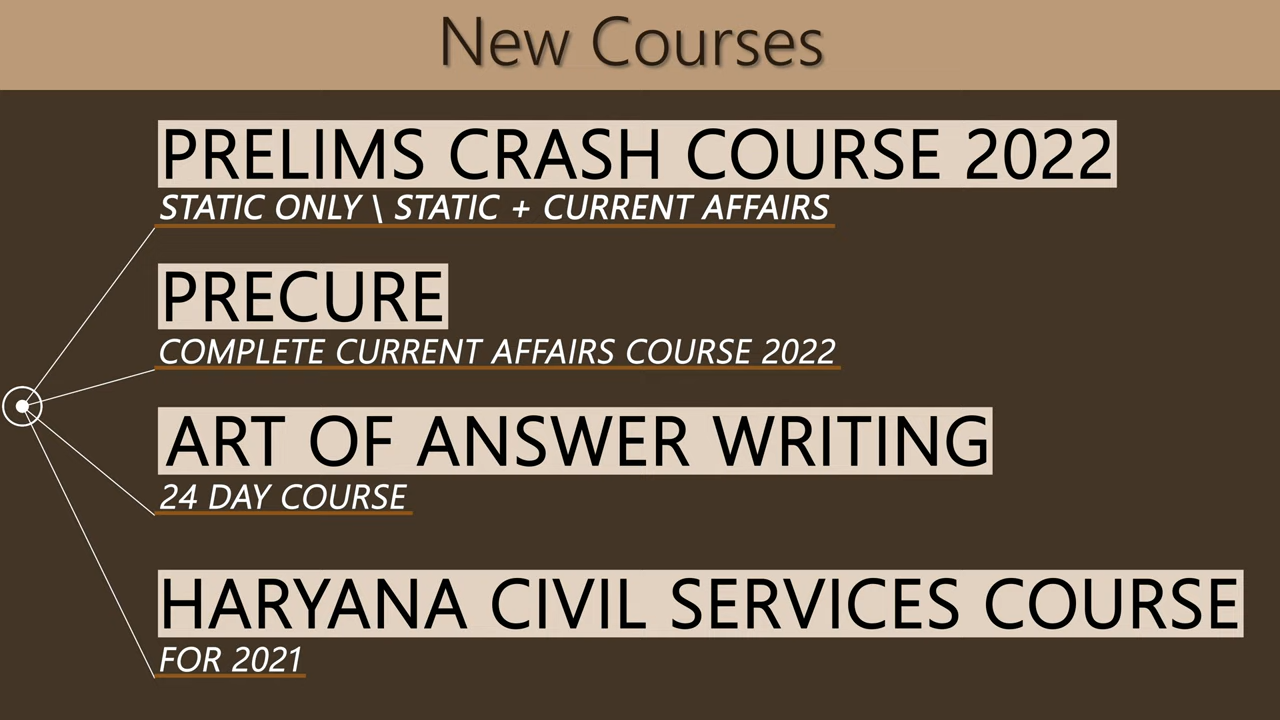 New Courses
PRELIMS CRASH COURSE 2022
STATIC ONLY \ STATIC + CURRENT AFFAIRS
PRECURE
COMPLETE CURRENT AFFAIRS COURSE 2022
ART OF ANSWER WRITING
24 DAY COURSE
HARYANA CIVIL SERVICES COURSE
FOR 2021